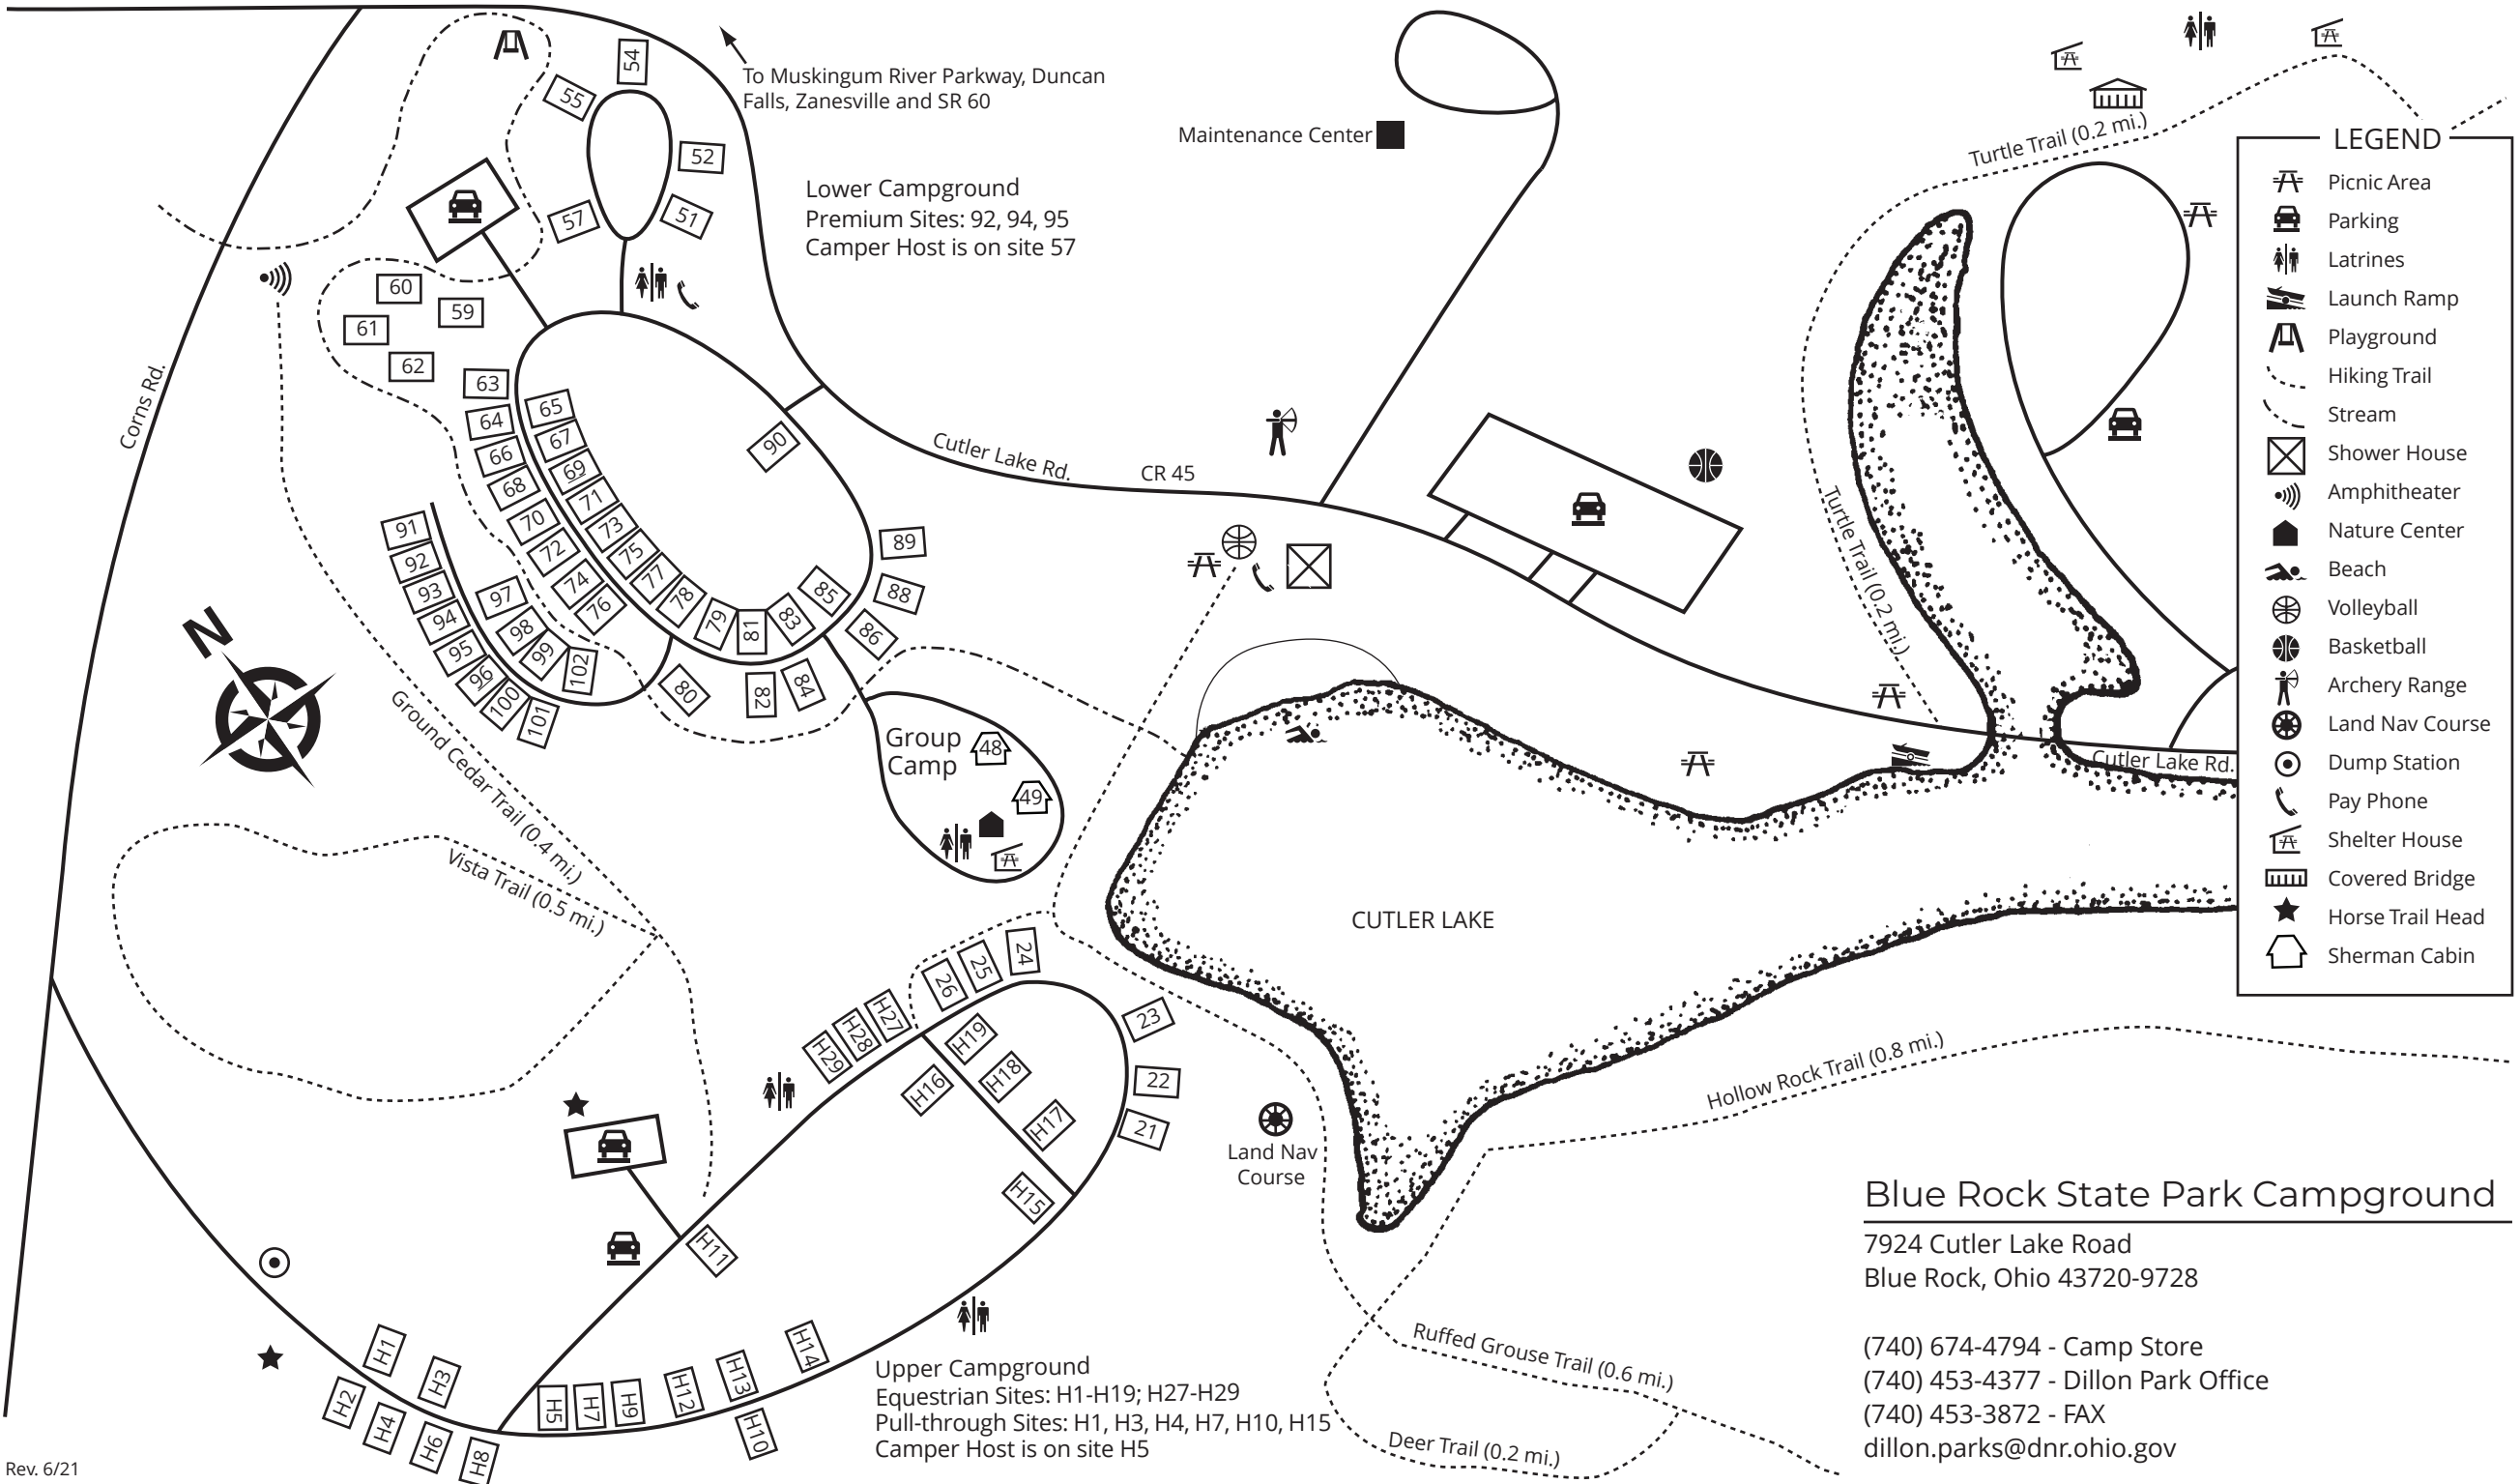 To Muskingum River Parkway, Duncan
Falls, Zanesville and SR 60
Maintenance Center
Lower Campground
Premium Sites: 92, 94, 95
Camper Host is on site 57
Corns Rd.
Cutler Lake Rd.
CR 45
Turtle Trail (0.2 mi.)
Turtle Trail (0.2 mi.)
Cutler Lake Rd.
54
55
52
57
51
60
59
61
62
63
64
65
66
67
68
69
70
71
72
73
74
75
76
77
78
79
81
83
85
90
89
88
86
84
82
80
91
92
93
94
95
96
97
98
99
100
101
102
N
Ground Cedar Trail (0.4 mi.)
Vista Trail (0.5 mi.)
Group
Camp
48
49
CUTLER LAKE
24
25
26
H27
H28
H29
H19
H18
H17
H16
H15
23
22
21
H11
Land Nav
Course
Hollow Rock Trail (0.8 mi.)
Ruffed Grouse Trail (0.6 mi.)
Deer Trail (0.2 mi.)
H1
H3
H2
H4
H6
H8
H5
H7
H9
H12
H13
H14
H10
Upper Campground
Equestrian Sites: H1-H19; H27-H29
Pull-through Sites: H1, H3, H4, H7, H10, H15
Camper Host is on site H5
LEGEND
Picnic Area
Parking
Latrines
Launch Ramp
Playground
Hiking Trail
Stream
Shower House
Amphitheater
Nature Center
Beach
Volleyball
Basketball
Archery Range
Land Nav Course
Dump Station
Pay Phone
Shelter House
Covered Bridge
Horse Trail Head
Sherman Cabin
Blue Rock State Park Campground
7924 Cutler Lake Road
Blue Rock, Ohio 43720-9728
(740) 674-4794 - Camp Store
(740) 453-4377 - Dillon Park Office
(740) 453-3872 - FAX
dillon.parks@dnr.ohio.gov
Rev. 6/21